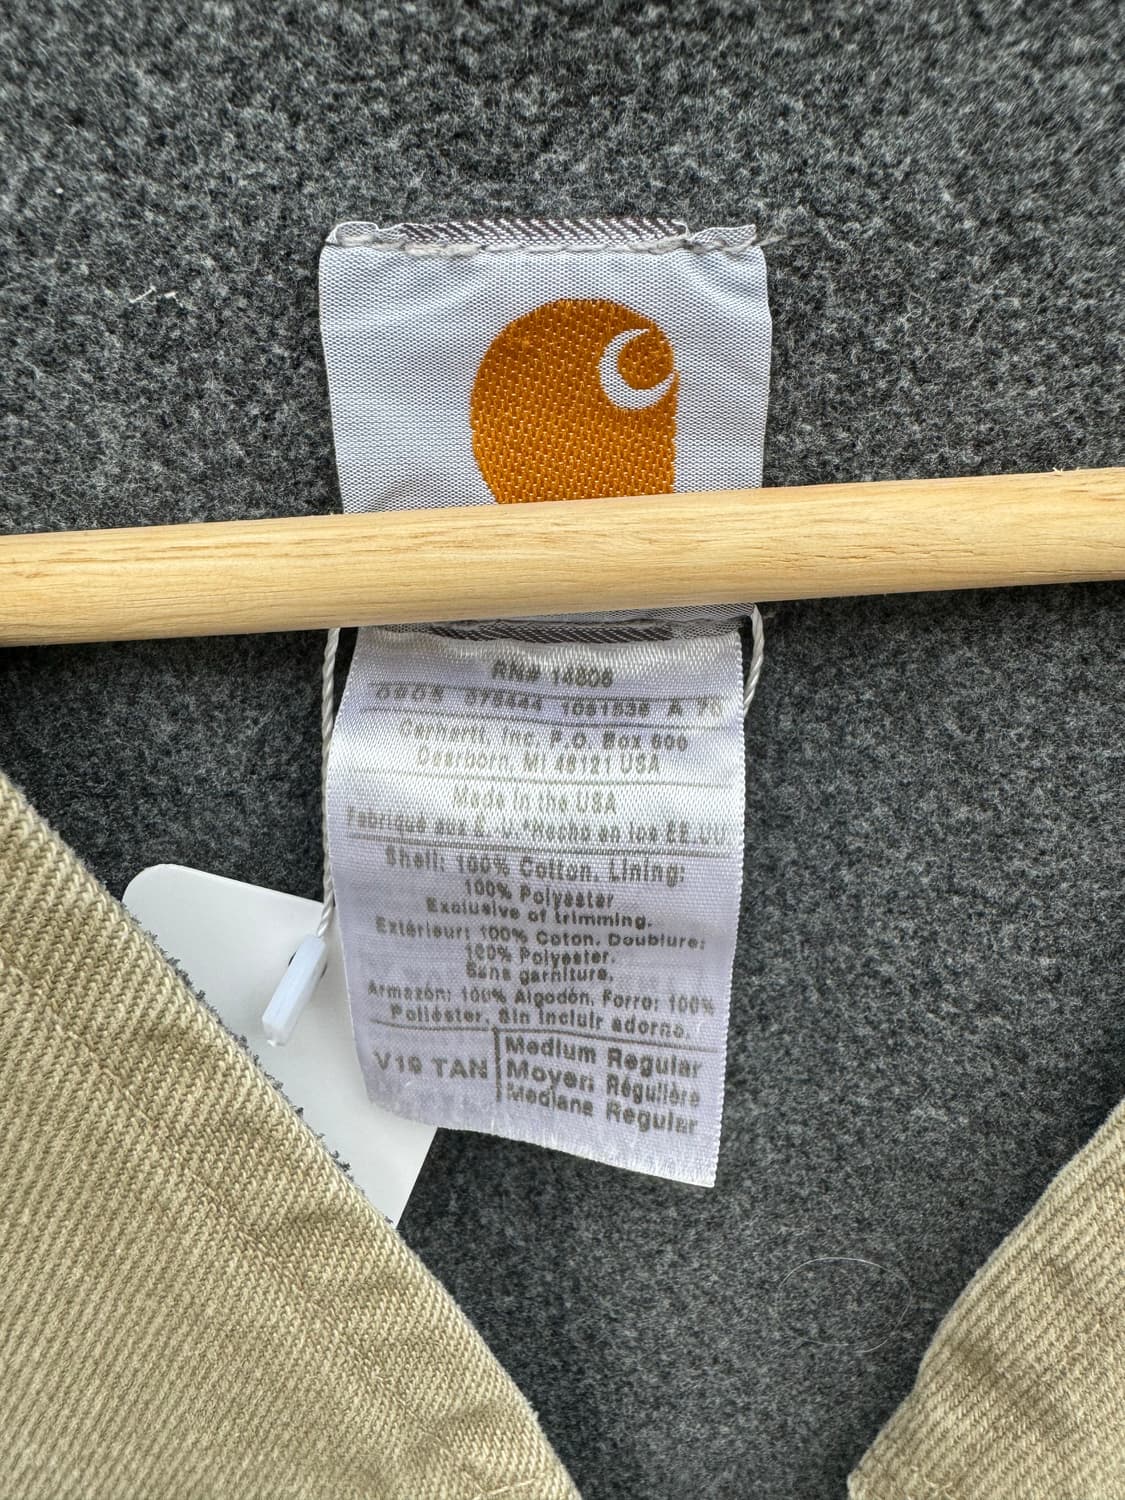 RN# 14806
Carhartt, Inc. P.O. Box 600
Dearborn, MI 48121 USA
Made in the USA
Fabriqué aux É.-U.*Hecho en los EE.UU
Shell: 100% Cotton. Lining:
100% Polyester
Exclusive of trimming.
Extérieur: 100% Coton. Doublure:
100% Polyester.
Sans garniture.
Armazón: 100% Algodón. Forro: 100%
Poliéster. Sin incluir adorno.
V19 TAN
Medium Regular
Moyen Régulière
Mediana Regular